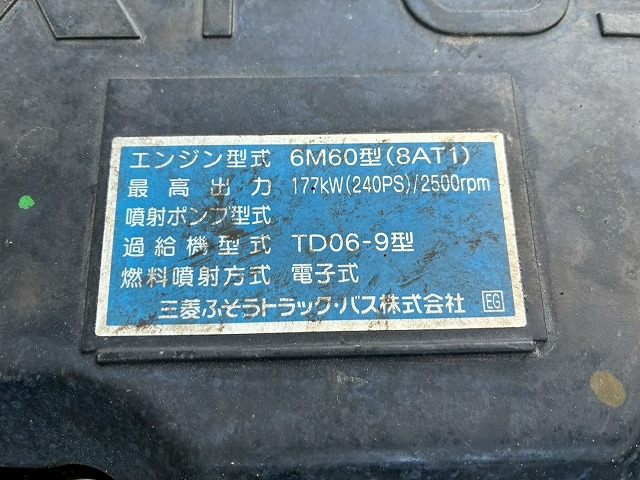 エンジン型式 6M60型(8AT1)
最高出力 177kW(240PS)/2500rpm
噴射ポンプ型式
過給機型式 TD06-9型
燃料噴射方式 電子式
三菱ふそうトラック・バス株式会社 EG